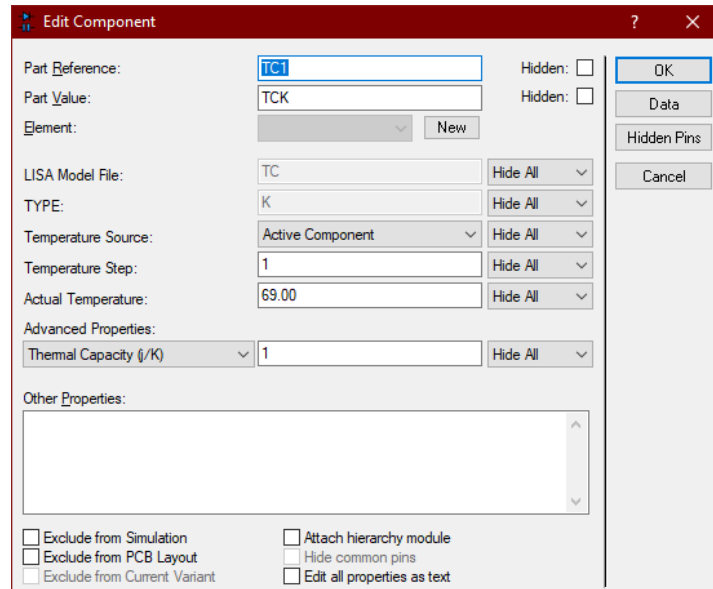 Edit Component ? ×
Part Reference: TC1 Hidden: OK
Part Value: TCK Hidden: Data
Element: New Hidden Pins
LISA Model File: TC Hide All Cancel
TYPE: K Hide All
Temperature Source: Active Component Hide All
Temperature Step: 1 Hide All
Actual Temperature: 69.00 Hide All
Advanced Properties:
Thermal Capacity (j/K) 1 Hide All
Other Properties:
Exclude from Simulation Attach hierarchy module
Exclude from PCB Layout Hide common pins
Exclude from Current Variant Edit all properties as text